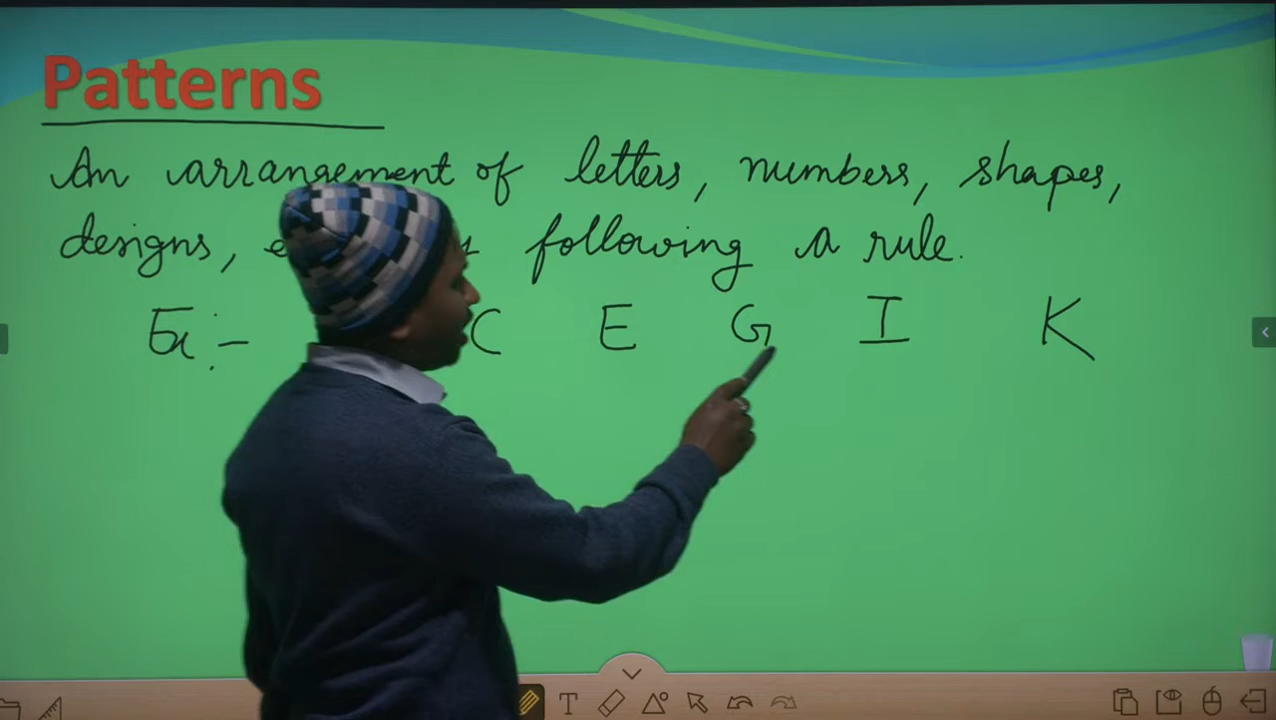 Patterns
An arrangement of letters, numbers, shapes,
designs, following a rule.
Ex:- C E G I K